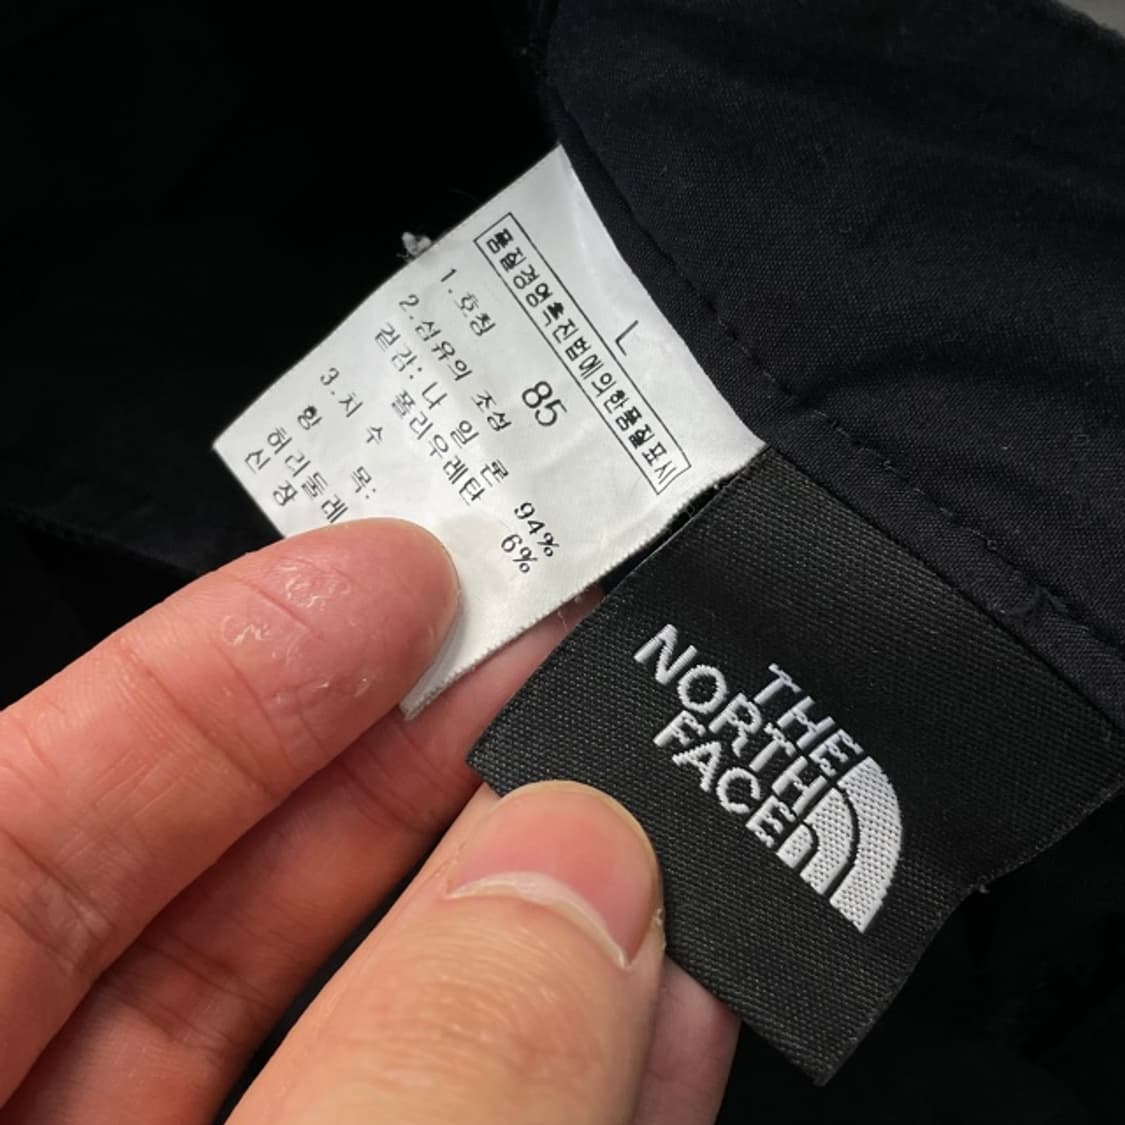 L
품질경영촉진법에의한품질표시
1. 호칭 85
2. 섬유의 조성
겉감: 나 일 론 94%
폴리우레탄 6%
3. 치 수
항 목:
허리둘레
신 장
THE
NORTH
FACE